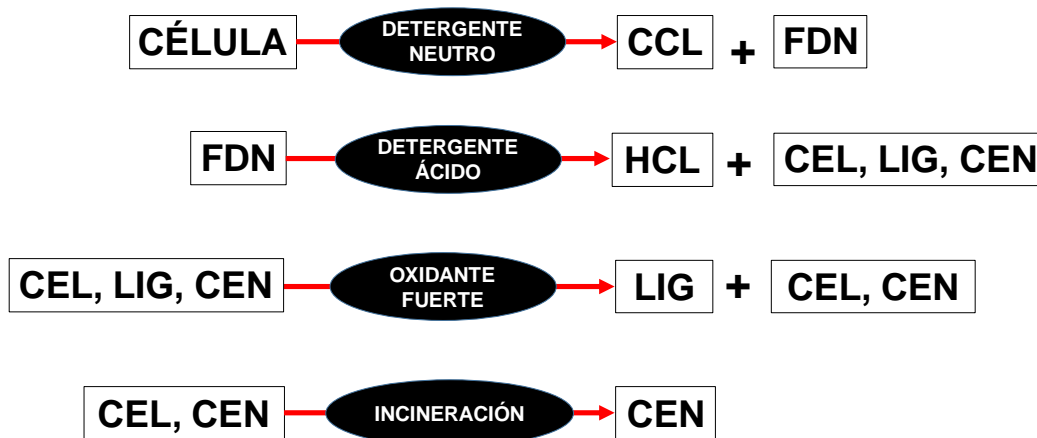 CÉLULA
DETERGENTE
NEUTRO
CCL + FDN
FDN
DETERGENTE
ÁCIDO
HCL + CEL, LIG, CEN
CEL, LIG, CEN
OXIDANTE
FUERTE
LIG + CEL, CEN
CEL, CEN
INCINERACIÓN
CEN